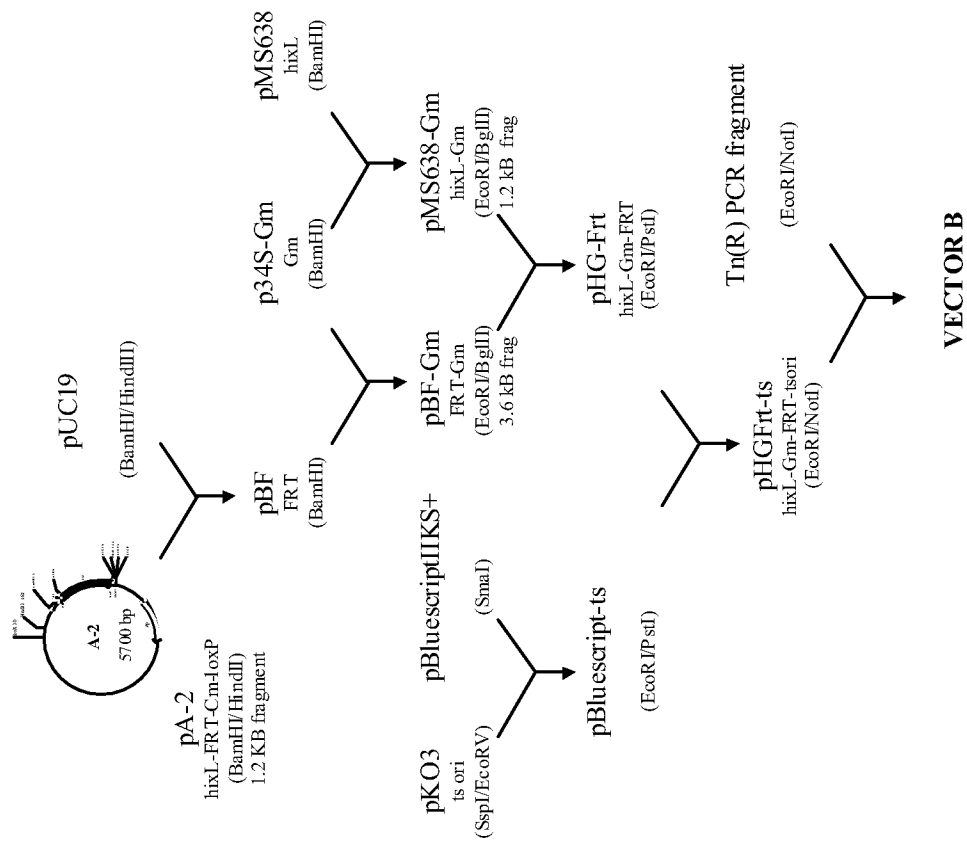 A-2
5700 bp
pA-2
hixL-FRT-Cm-loxP
(BamHI/HindII)
1.2 KB fragment
pUC19
(BamHI/HindIII)
pBF
FRT
(BamHI)
p34S-Gm
Gm
(BamHI)
pMS638
hixL
(BamHI)
pKO3
ts ori
(SspI/EcoRV)
pBluescriptIIKS+
(SmaI)
pBF-Gm
FRT-Gm
(EcoRI/BglII)
3.6 kB frag
pMS638-Gm
hixL-Gm
(EcoRI/BglII)
1.2 kB frag
pBluescript-ts
(EcoRI/PstI)
pHG-Frt
hixL-Gm-FRT
(EcoRI/PstI)
pHGFrt-ts
hixL-Gm-FRT-tsori
(EcoRI/NotI)
Tn(R) PCR fragment
(EcoRI/NotI)
VECTOR B